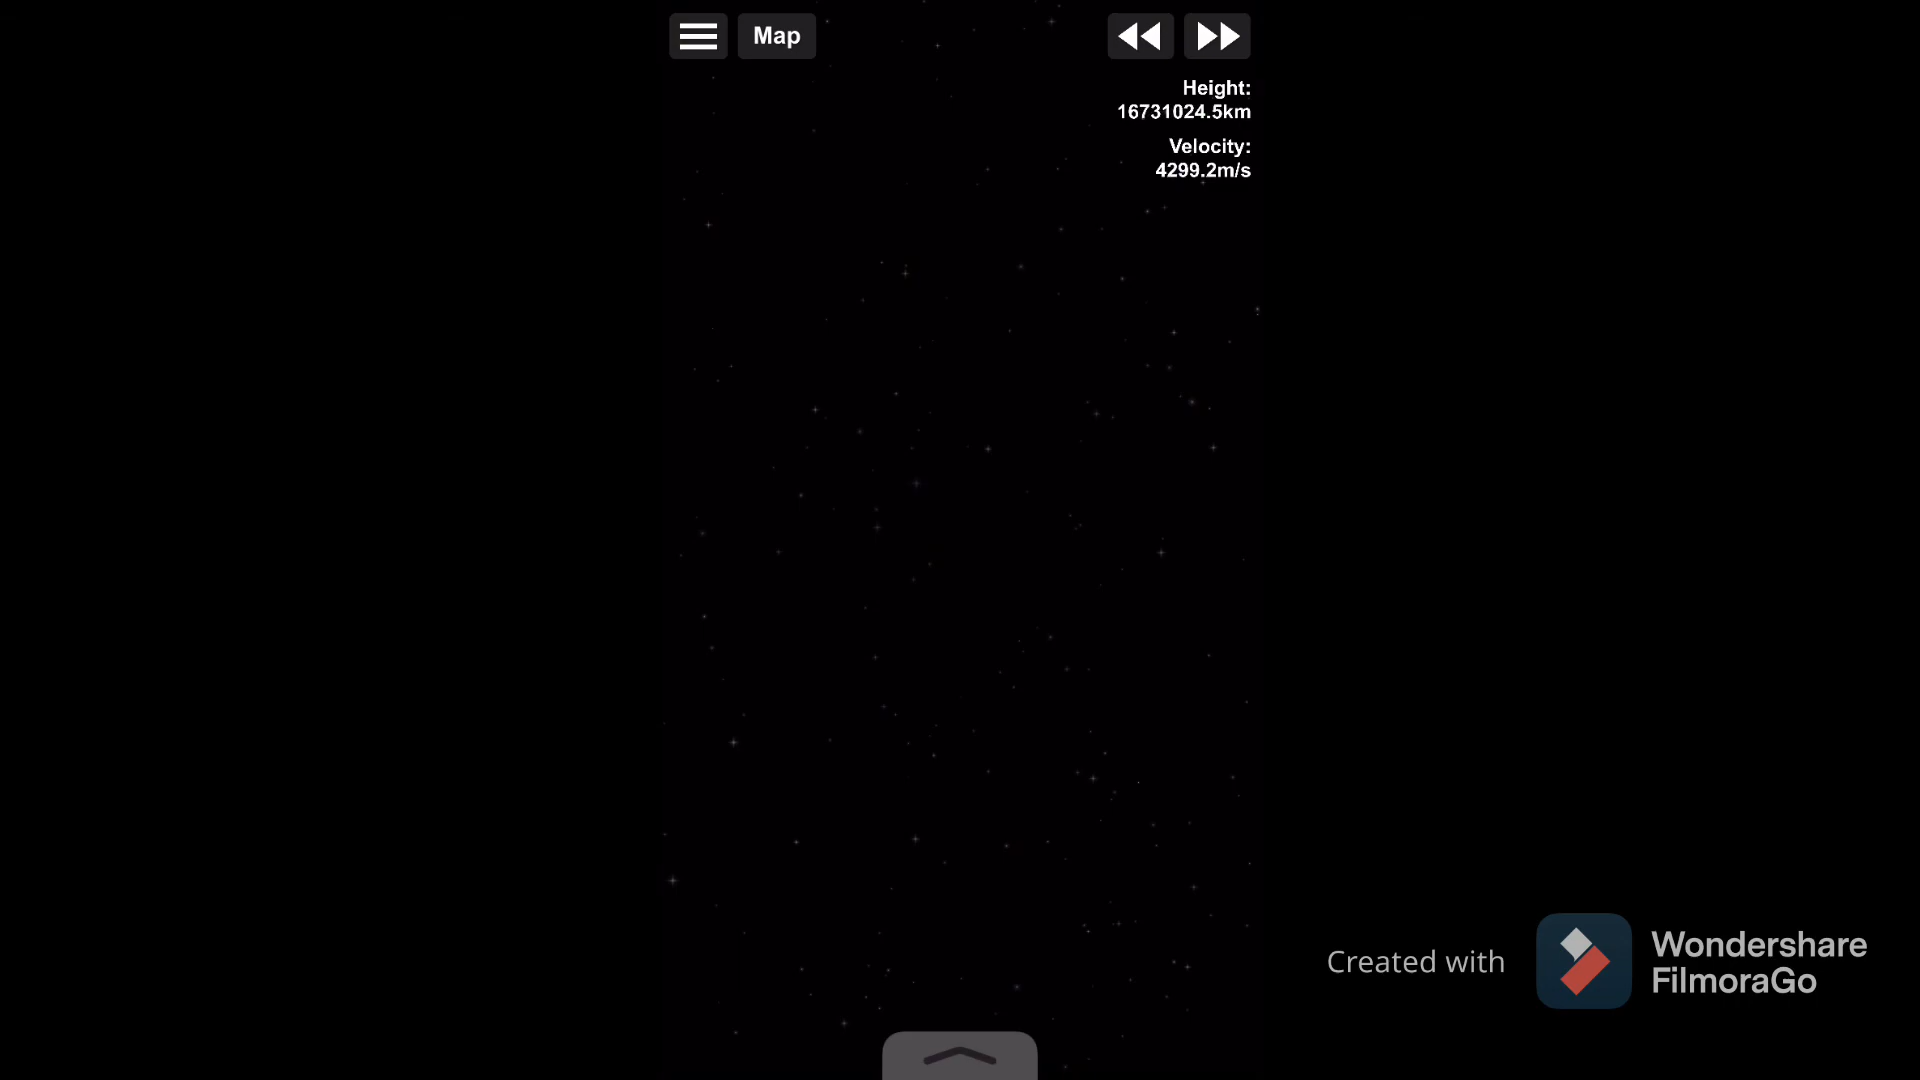 Map
Height:
16731024.5km
Velocity:
4299.2m/s
Created with
Wondershare
FilmoraGo